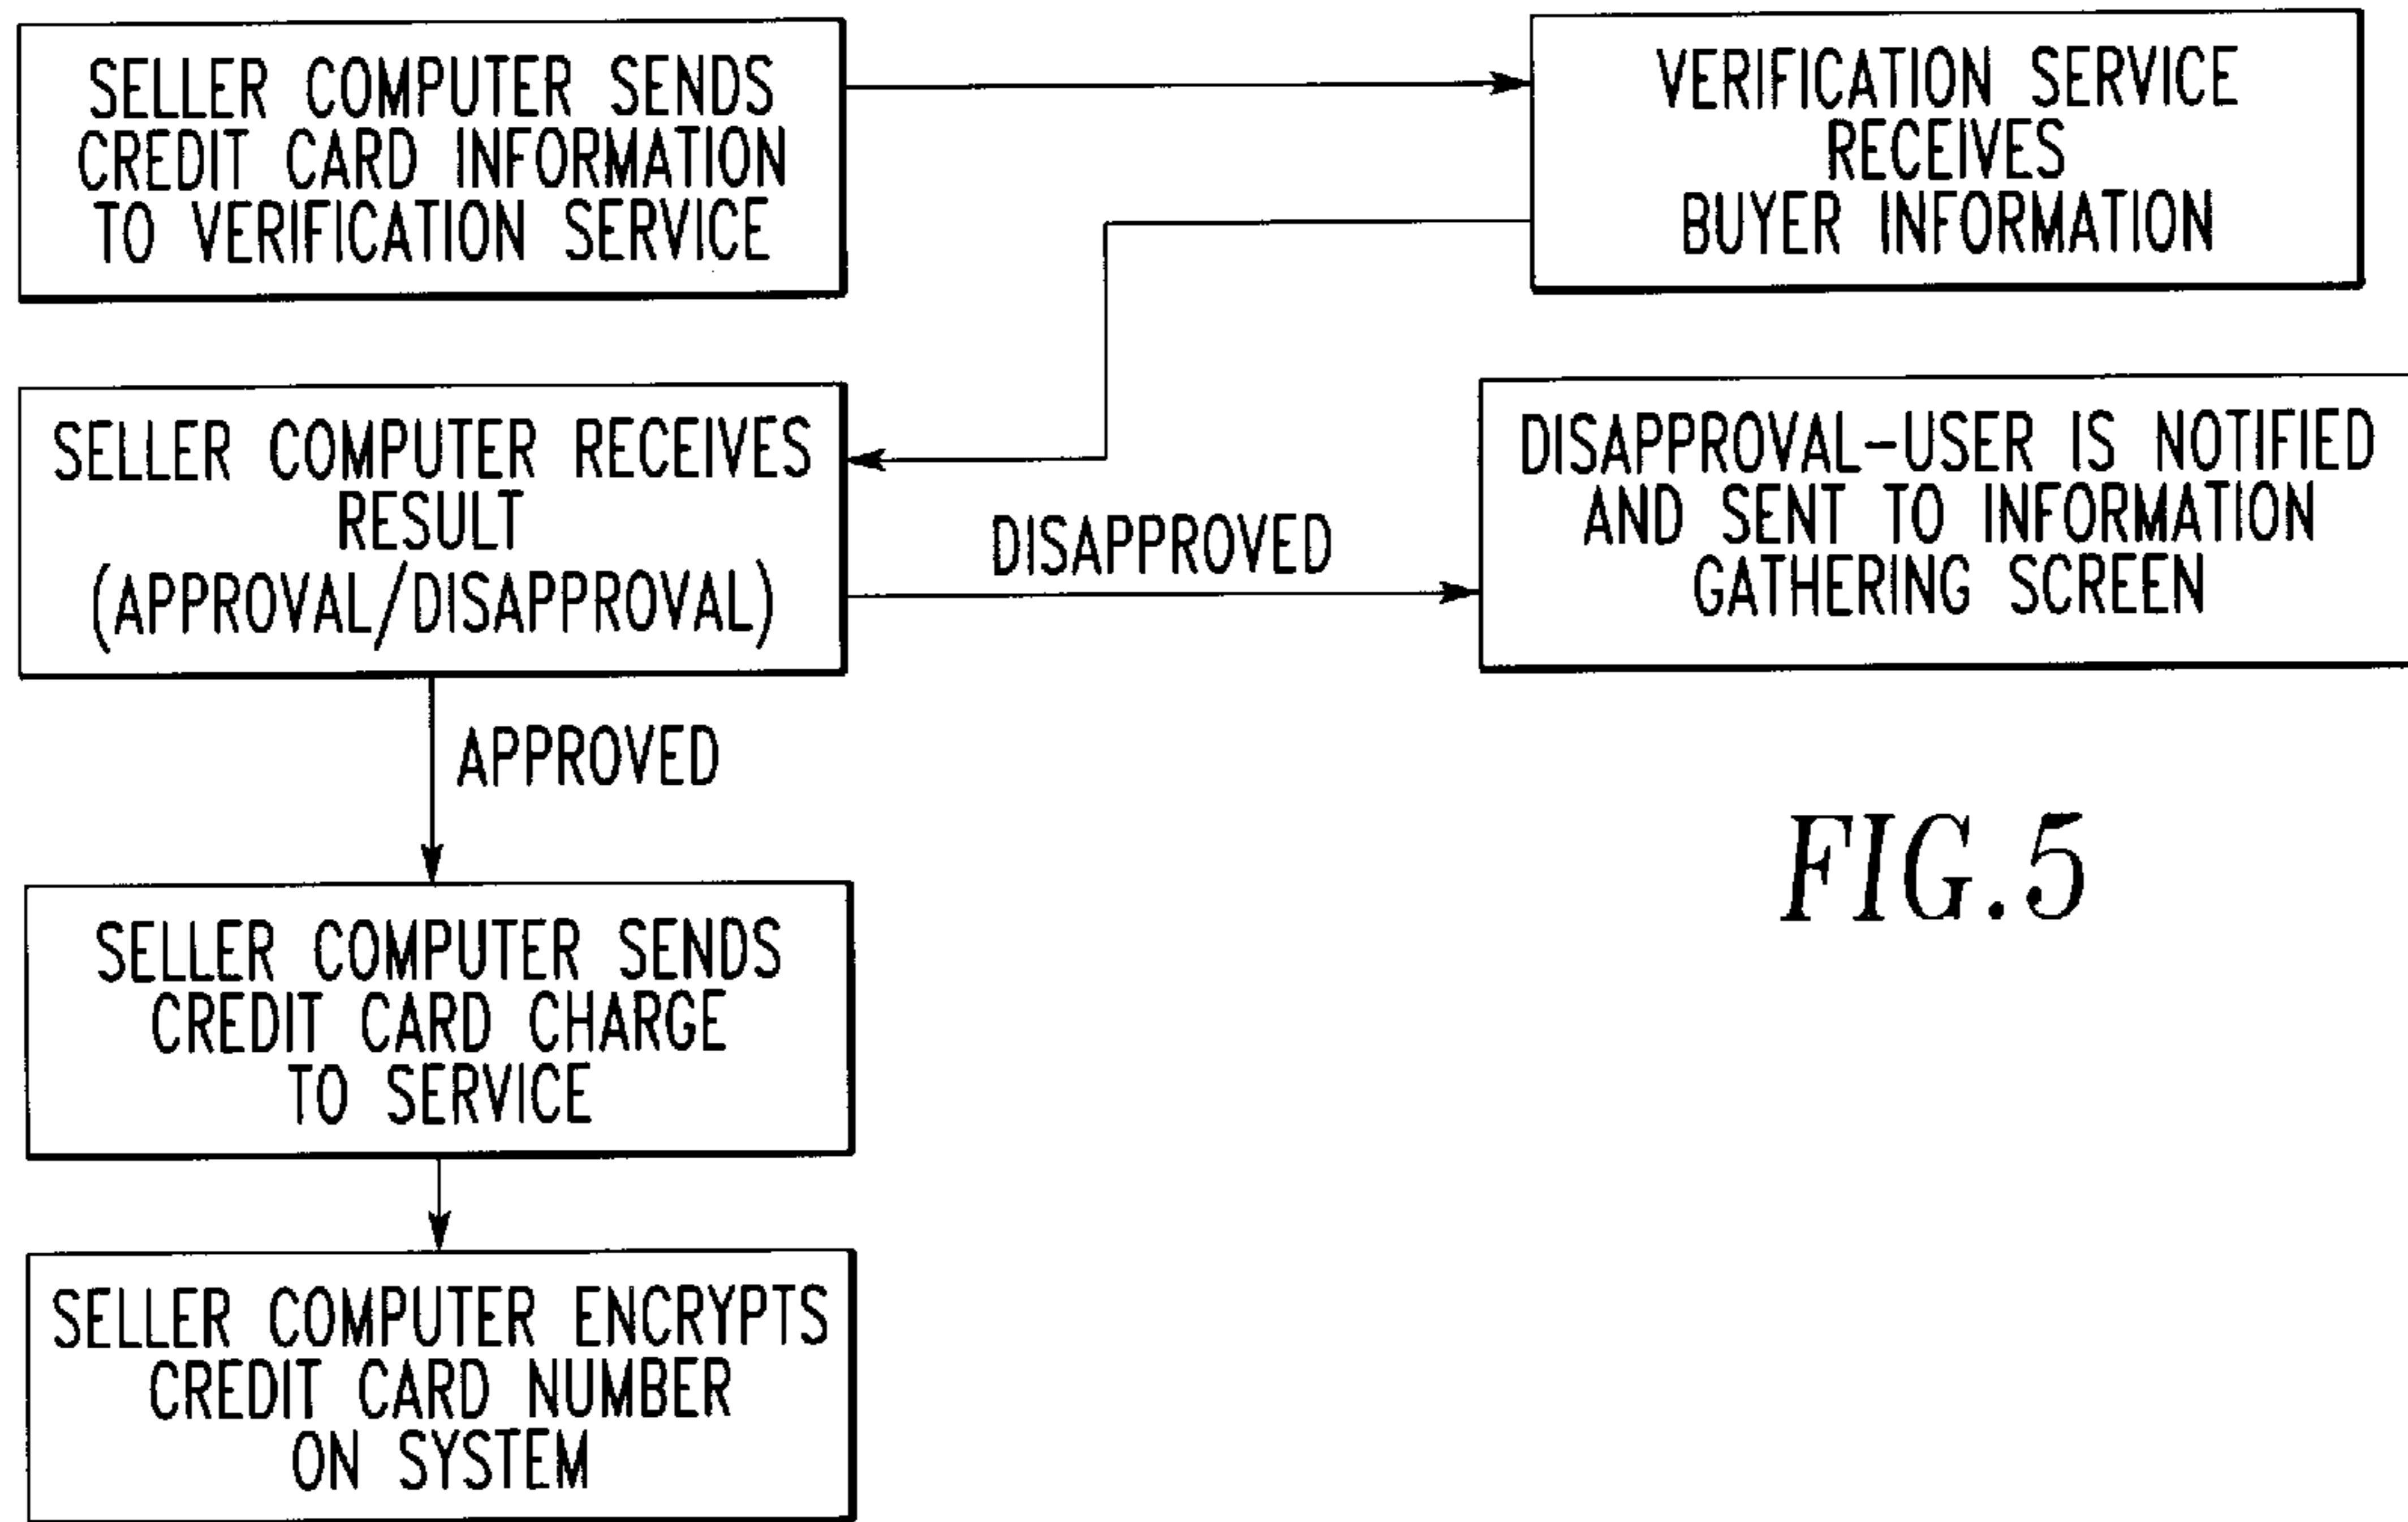 SELLER COMPUTER SENDS
CREDIT CARD INFORMATION
TO VERIFICATION SERVICE
VERIFICATION SERVICE
RECEIVES
BUYER INFORMATION
SELLER COMPUTER RECEIVES
RESULT
(APPROVAL/DISAPPROVAL)
DISAPPROVED
DISAPPROVAL-USER IS NOTIFIED
AND SENT TO INFORMATION
GATHERING SCREEN
APPROVED
SELLER COMPUTER SENDS
CREDIT CARD CHARGE
TO SERVICE
SELLER COMPUTER ENCRYPTS
CREDIT CARD NUMBER
ON SYSTEM
FIG.5